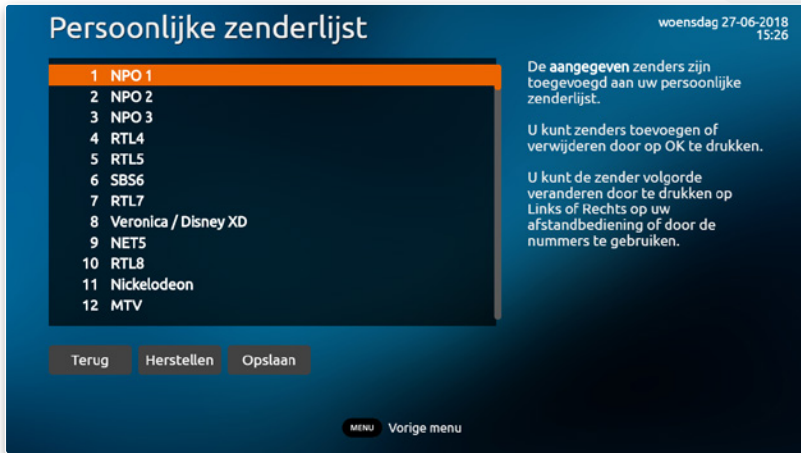 Persoonlijke zenderlijst
woensdag 27-06-2018
15:26
1 NPO 1
2 NPO 2
3 NPO 3
4 RTL4
5 RTL5
6 SBS6
7 RTL7
8 Veronica / Disney XD
9 NET5
10 RTL8
11 Nickelodeon
12 MTV
De aangegeven zenders zijn
toegevoegd aan uw persoonlijke
zenderlijst.
U kunt zenders toevoegen of
verwijderen door op OK te drukken.
U kunt de zender volgorde
veranderen door te drukken op
Links of Rechts op uw
afstandbediening of door de
nummers te gebruiken.
Terug Herstellen Opslaan
MENU Vorige menu